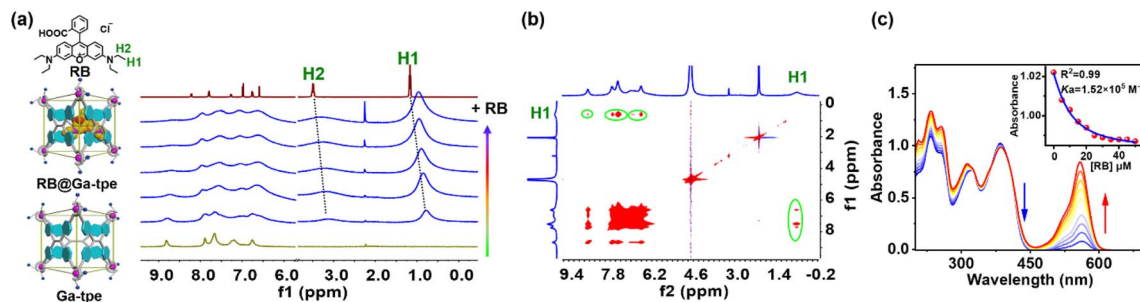 (a)
HOOC
Cl⁻
H2
H1
N
O⁺
N
RB
RB@Ga-tpe
Ga-tpe
H2
H1
+ RB
9.0 8.0 7.0 6.0 4.0 3.0 2.0 1.0 0.0
f1 (ppm)
(b)
H1
H1
0
2
4
6
8
f1 (ppm)
9.4 7.8 6.2 4.6 3.0 1.4 -0.2
f2 (ppm)
(c)
Absorbance
1.5
1.0
0.5
0.0
300 450 600 700
Wavelength (nm)
R²=0.99
Ka=1.52×10⁵ M⁻¹
Absorbance
1.02
1.00
0 20 40
[RB] μM